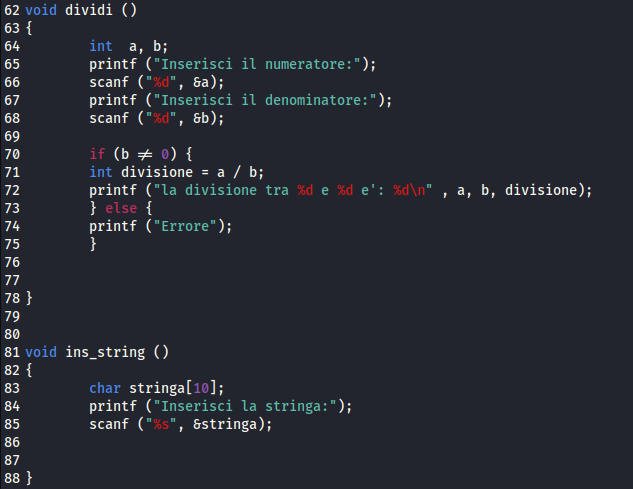 62 void dividi ()
63 {
64         int  a, b;
65         printf ("Inserisci il numeratore:");
66         scanf ("%d", &a);
67         printf ("Inserisci il denominatore:");
68         scanf ("%d", &b);
69
70         if (b != 0) {
71         int divisione = a / b;
72         printf ("la divisione tra %d e %d e': %d\n" , a, b, divisione);
73         } else {
74         printf ("Errore");
75         }
76
77
78 }
79
80
81 void ins_string ()
82 {
83         char stringa[10];
84         printf ("Inserisci la stringa:");
85         scanf ("%s", &stringa);
86
87
88 }